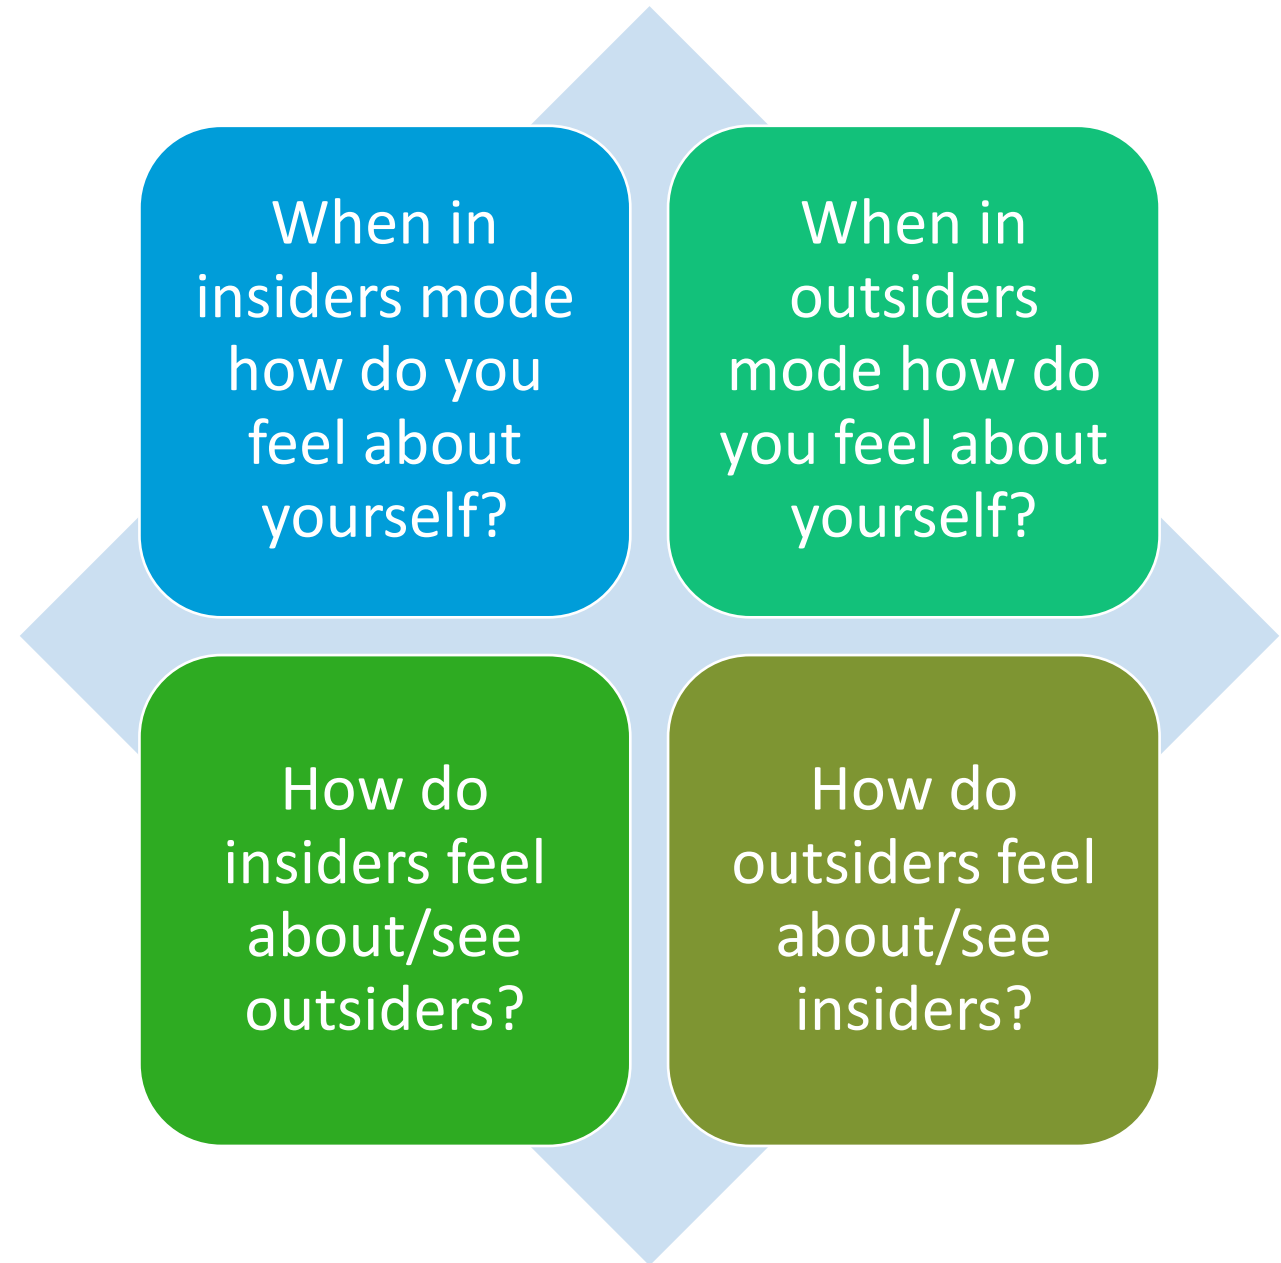 When in
insiders mode
how do you
feel about
yourself?
When in
outsiders
mode how do
you feel about
yourself?
How do
insiders feel
about/see
outsiders?
How do
outsiders feel
about/see
insiders?